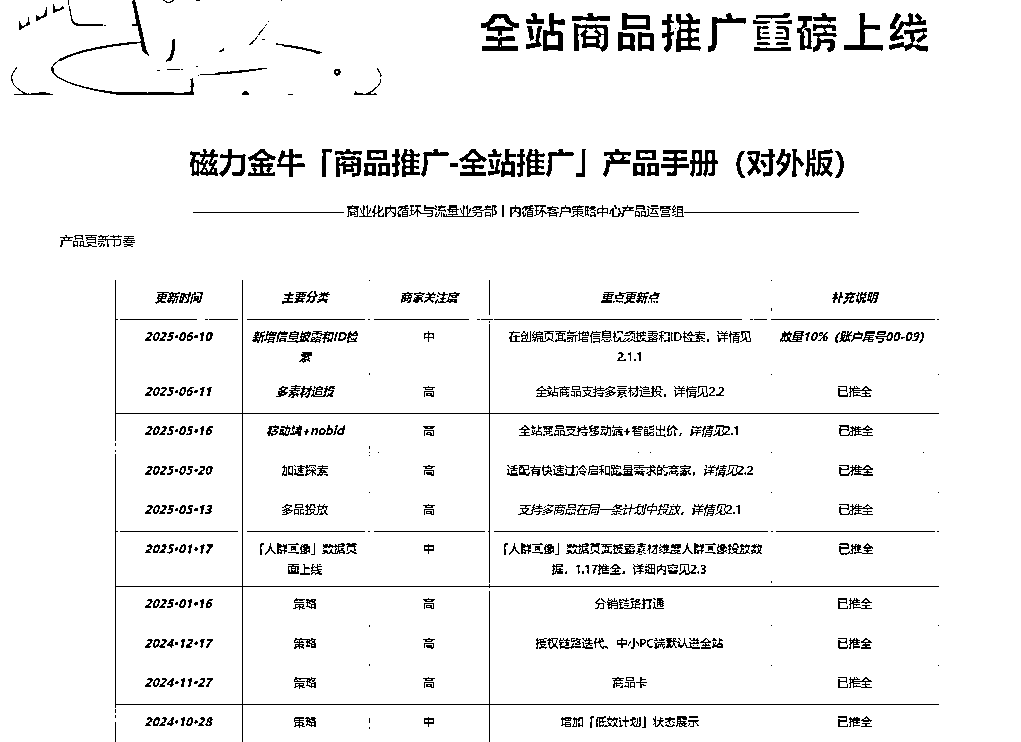 全站商品推广重磅上线
磁力金牛「商品推广-全站推广」产品手册（对外版）
商业化内循环与流量业务部丨内循环客户策略中心产品运营组
产品更新节奏
更新时间 主要分类 商家关注度 重点更新点 补充说明
2025-06-10 新增信息披露和ID检 中 在创编页面新增信息视频披露和ID检索，详情见 放量10%（账户尾号00-09）
索 2.1.1
2025-06-11 多素材追投 高 全站商品支持多素材追投，详情见2.2 已推全
2025-05-16 移动端+nobid 高 全站商品支持移动端+智能出价，详情见2.1 已推全
2025-05-20 加速探索 高 适配有快速过冷启和跑量需求的商家，详情见2.2 已推全
2025-05-13 多品投放 高 支持多商品在同一条计划中投放，详情见2.1 已推全
2025-01-17 「人群画像」数据页 中 「人群画像」数据页面披露素材维度人群画像投放数 已推全
面上线 据，1.17推全，详细内容见2.3
2025-01-16 策略 高 分销链路打通 已推全
2024-12-17 策略 高 授权链路迭代、中小PC端默认进全站 已推全
2024-11-27 策略 高 商品卡 已推全
2024-10-28 策略 中 增加「低效计划」状态展示 已推全